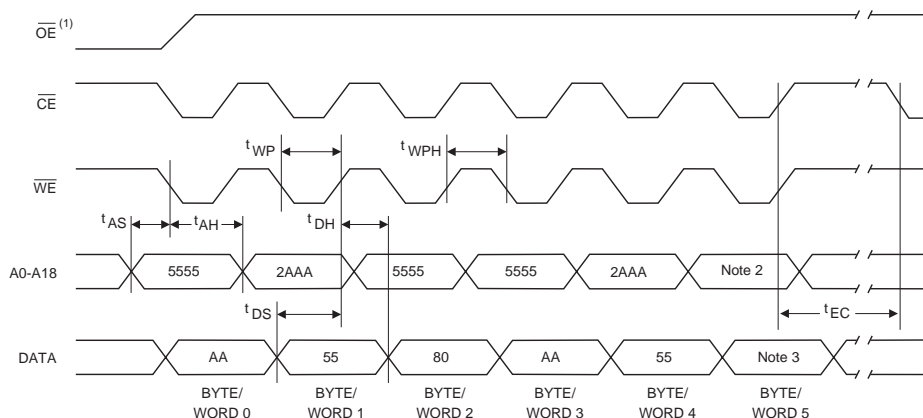 OE (1)
CE
t WP
t WPH
WE
t AS
t AH
t DH
A0-A18
5555
2AAA
5555
5555
2AAA
Note 2
t DS
t EC
DATA
AA
55
80
AA
55
Note 3
BYTE/
WORD 0
BYTE/
WORD 1
BYTE/
WORD 2
BYTE/
WORD 3
BYTE/
WORD 4
BYTE/
WORD 5